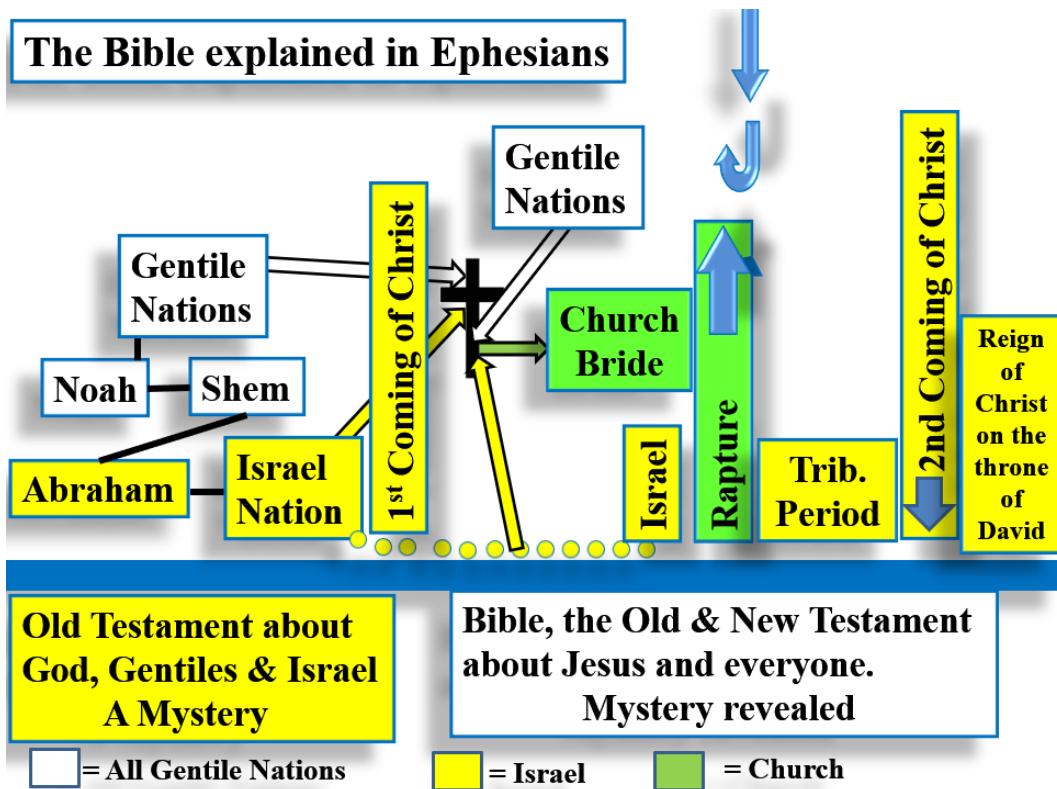 The Bible explained in Ephesians
Gentile
Nations
Gentile
Nations
Noah
Shem
Abraham
Israel
Nation
1st Coming of Christ
Church
Bride
Israel
Rapture
Trib.
Period
2nd Coming of Christ
Reign
of
Christ
on the
throne
of
David
Old Testament about
God, Gentiles & Israel
A Mystery
Bible, the Old & New Testament
about Jesus and everyone.
Mystery revealed
= All Gentile Nations
= Israel
= Church